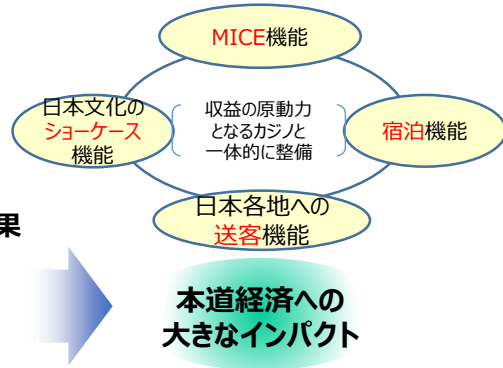 MICE機能
日本文化の
ショーケース
機能
収益の原動力
となるカジノと
一体的に整備
宿泊機能
日本各地への
送客機能
果
本道経済への
大きなインパクト